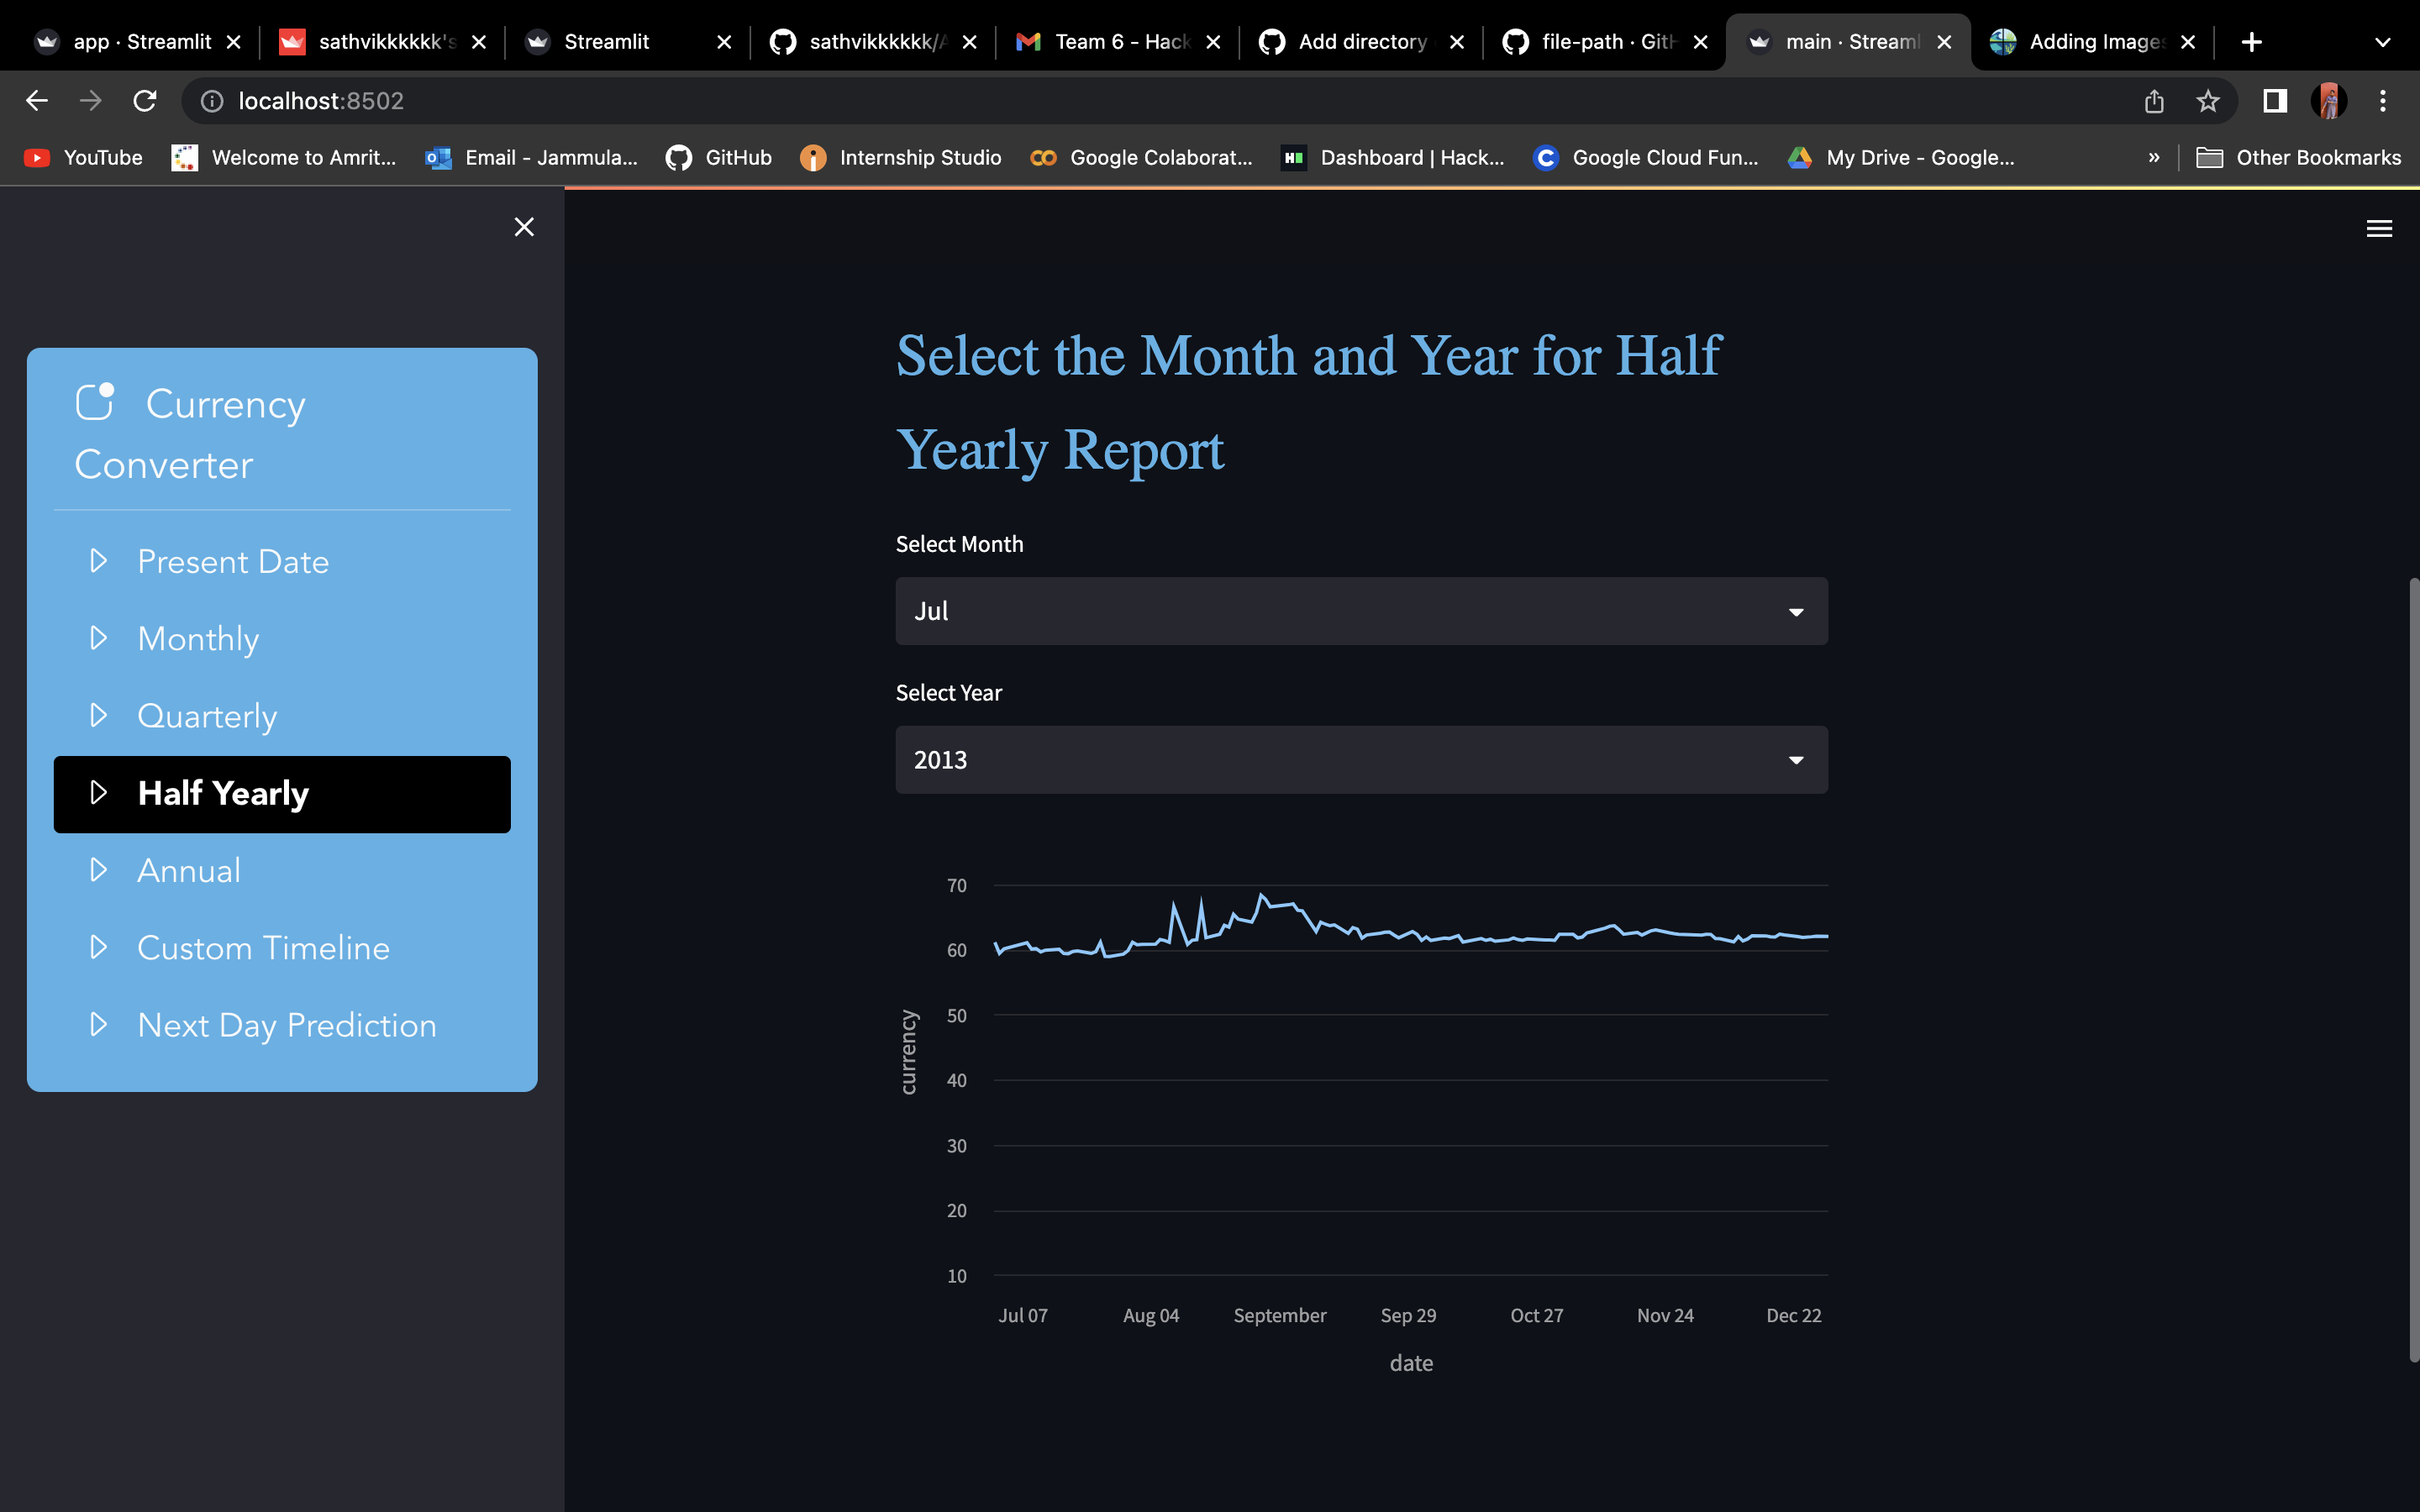 app · Streamlit
sathvikkkkkk's
Streamlit
sathvikkkkkk/A
Team 6 - Hack
Add directory
file-path · GitH
main · Streaml
Adding Images
localhost:8502
YouTube
Welcome to Amrit...
Email - Jammula...
GitHub
Internship Studio
Google Colaborat...
Dashboard | Hack...
Google Cloud Fun...
My Drive - Google...
»
Other Bookmarks
Currency
Converter
Present Date
Monthly
Quarterly
Half Yearly
Annual
Custom Timeline
Next Day Prediction
Select the Month and Year for Half
Yearly Report
Select Month
Jul
Select Year
2013
70
60
50
40
30
20
10
currency
Jul 07
Aug 04
September
Sep 29
Oct 27
Nov 24
Dec 22
date